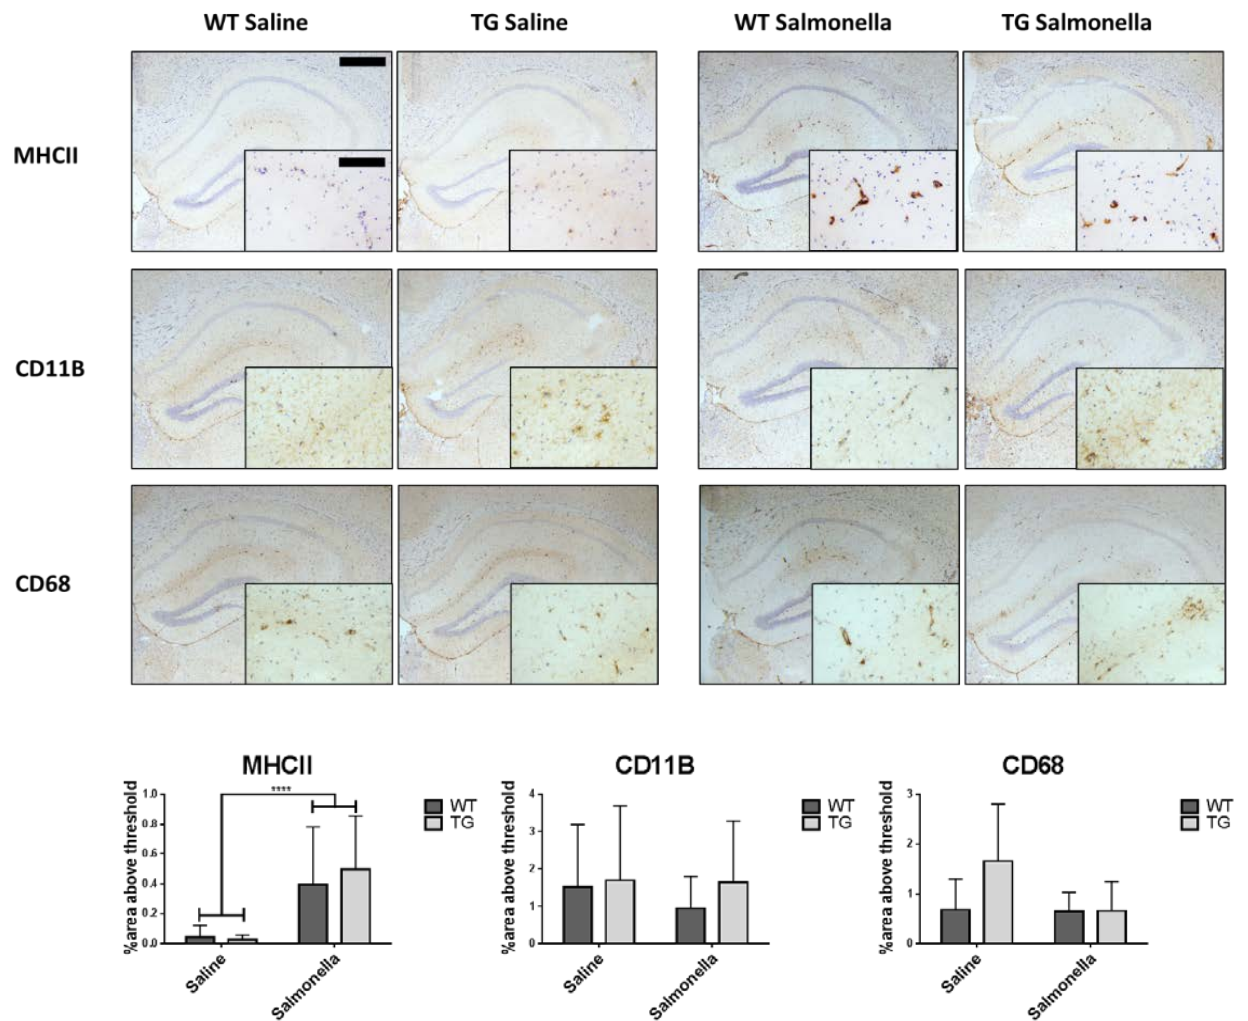 WT Saline TG Saline WT Salmonella TG Salmonella
MHCII
CD11B
CD68
MHCII
%area above threshold
1.0
0.8
0.6
0.4
0.2
0.0
****
WT
TG
Saline
Salmonella
CD11B
%area above threshold
4
3
2
1
0
WT
TG
Saline
Salmonella
CD68
%area above threshold
3
2
1
0
WT
TG
Saline
Salmonella